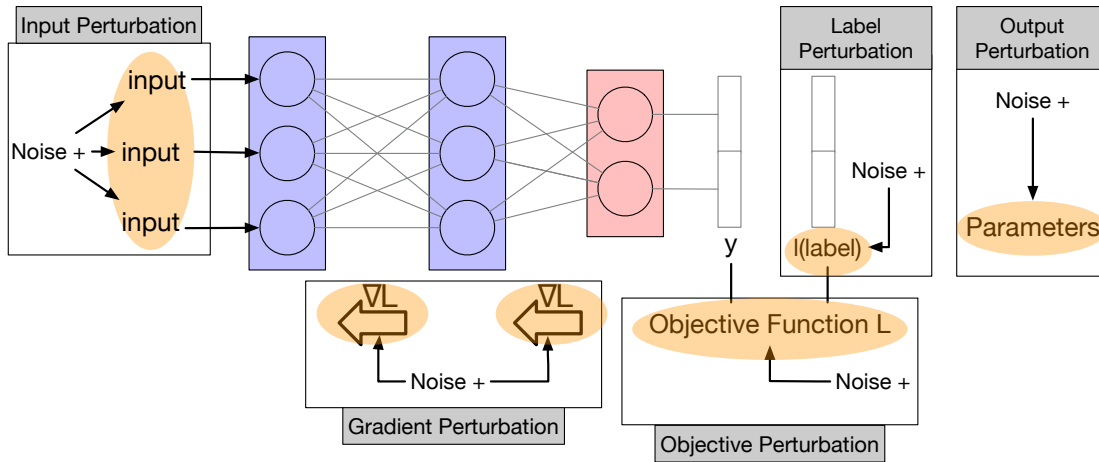 Input Perturbation
input
Noise +
input
input
Label
Perturbation
Noise +
y
l(label)
Output
Perturbation
Noise +
Parameters
∇L
∇L
Noise +
Gradient Perturbation
Objective Function L
Noise +
Objective Perturbation